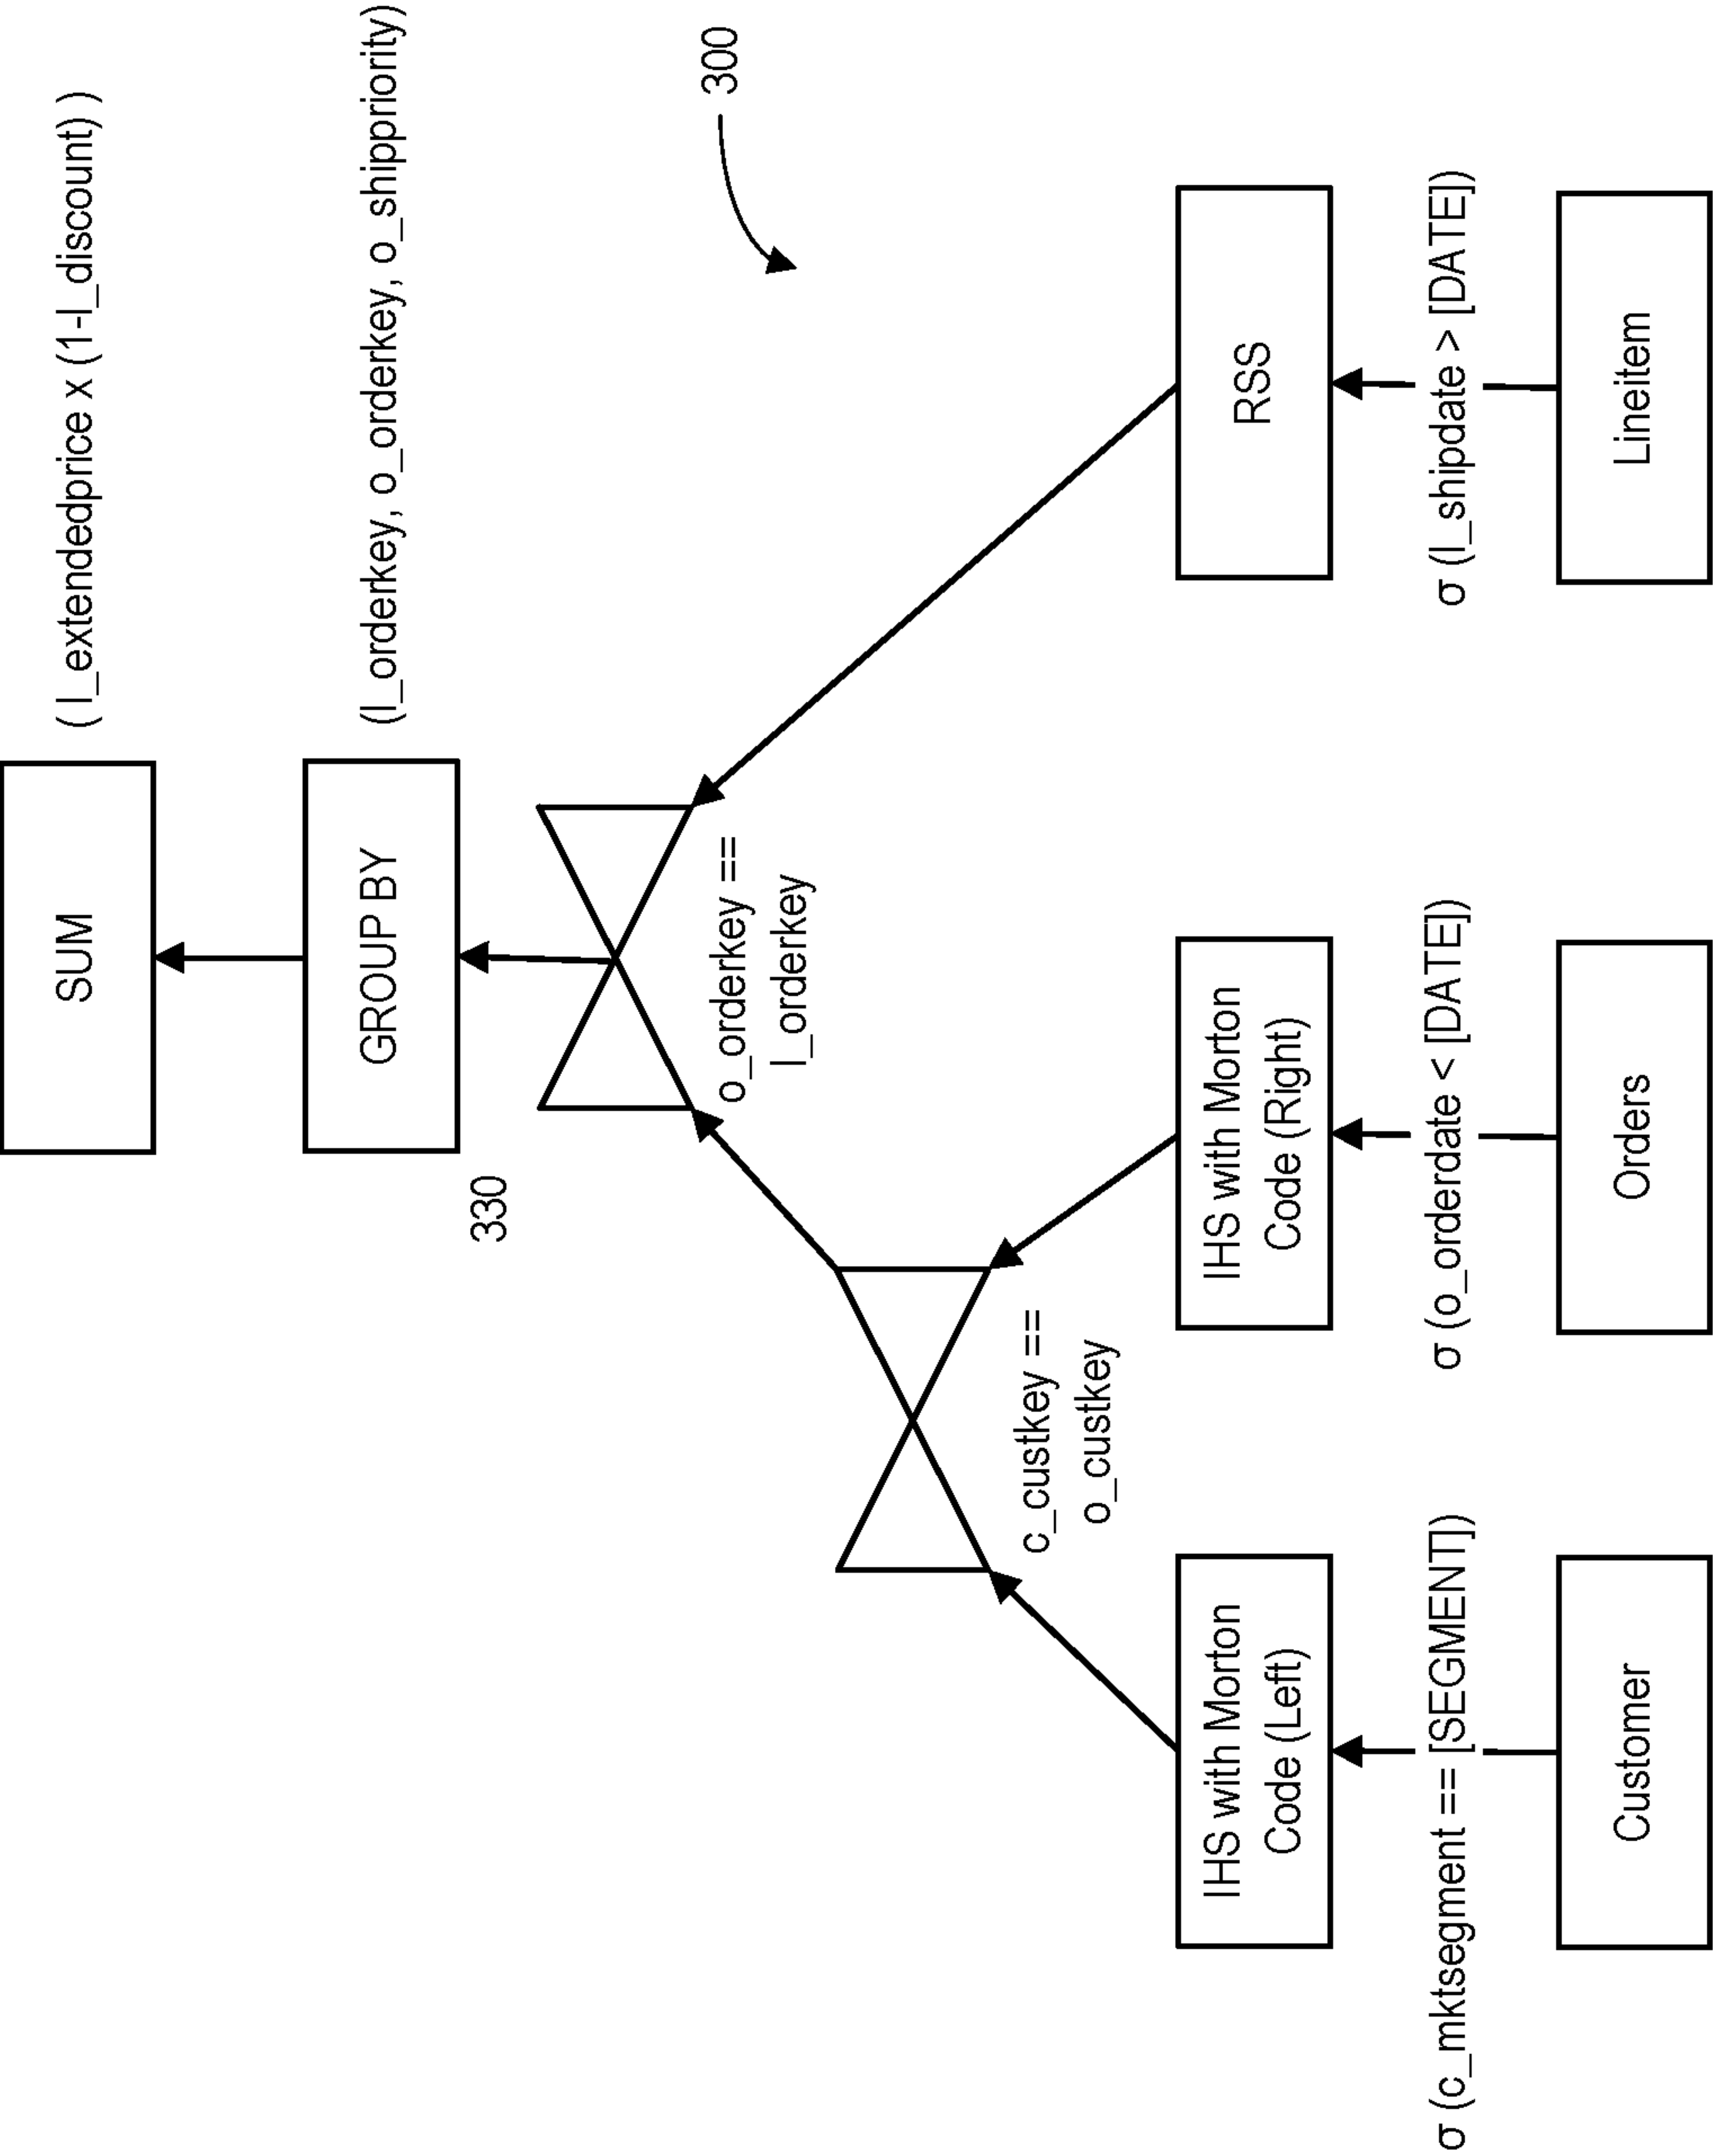 SUM
( l_extendedprice x (1-l_discount) )
GROUP BY
(l_orderkey, o_orderkey, o_shippriority)
330
o_orderkey ==
l_orderkey
300
c_custkey ==
o_custkey
IHS with Morton
Code (Left)
IHS with Morton
Code (Right)
RSS
σ (c_mktsegment == [SEGMENT])
σ (o_orderdate < [DATE])
σ (l_shipdate > [DATE])
Customer
Orders
Lineitem